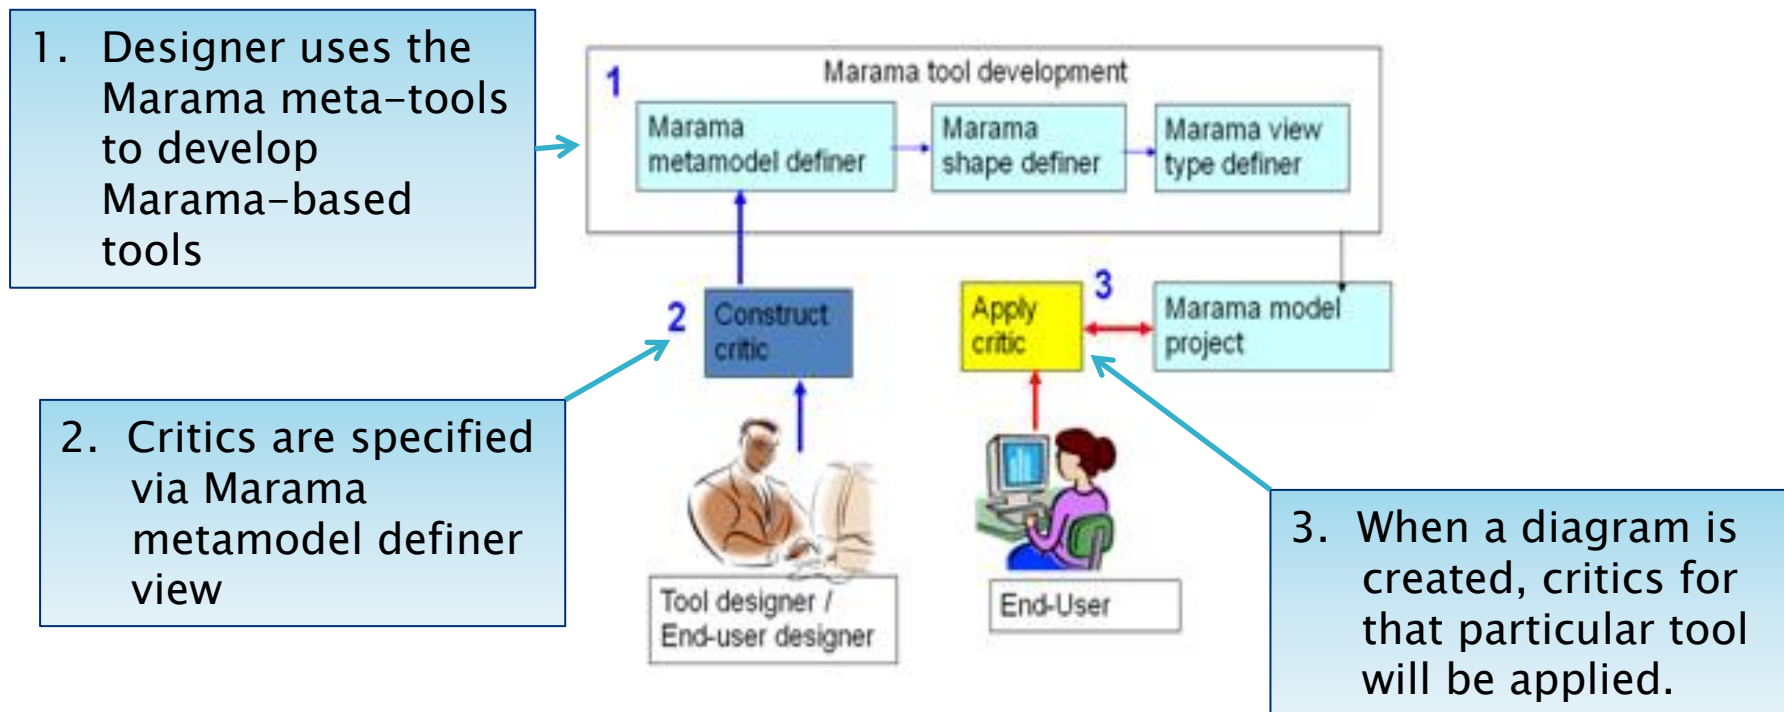 1. Designer uses the
Marama meta-tools
to develop
Marama-based
tools
1
Marama tool development
Marama
metamodel definer
Marama
shape definer
Marama view
type definer
2
Construct
critic
Apply
critic
3
Marama model
project
2. Critics are specified
via Marama
metamodel definer
view
Tool designer /
End-user designer
End-User
3. When a diagram is
created, critics for
that particular tool
will be applied.